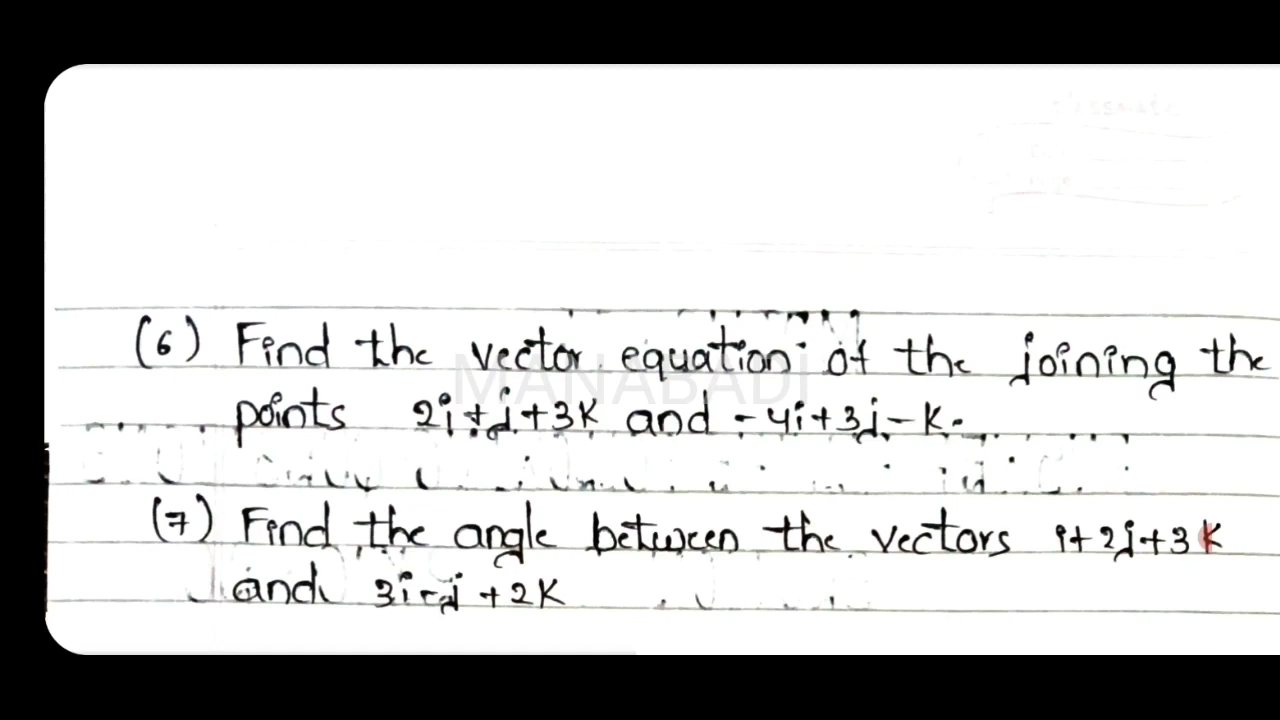 (6) Find the vector equation of the joining the
points 2i+j+3K and -4i+3j-K.
MANABADI
(7) Find the angle between the vectors i+2j+3K
and 3i-j+2K